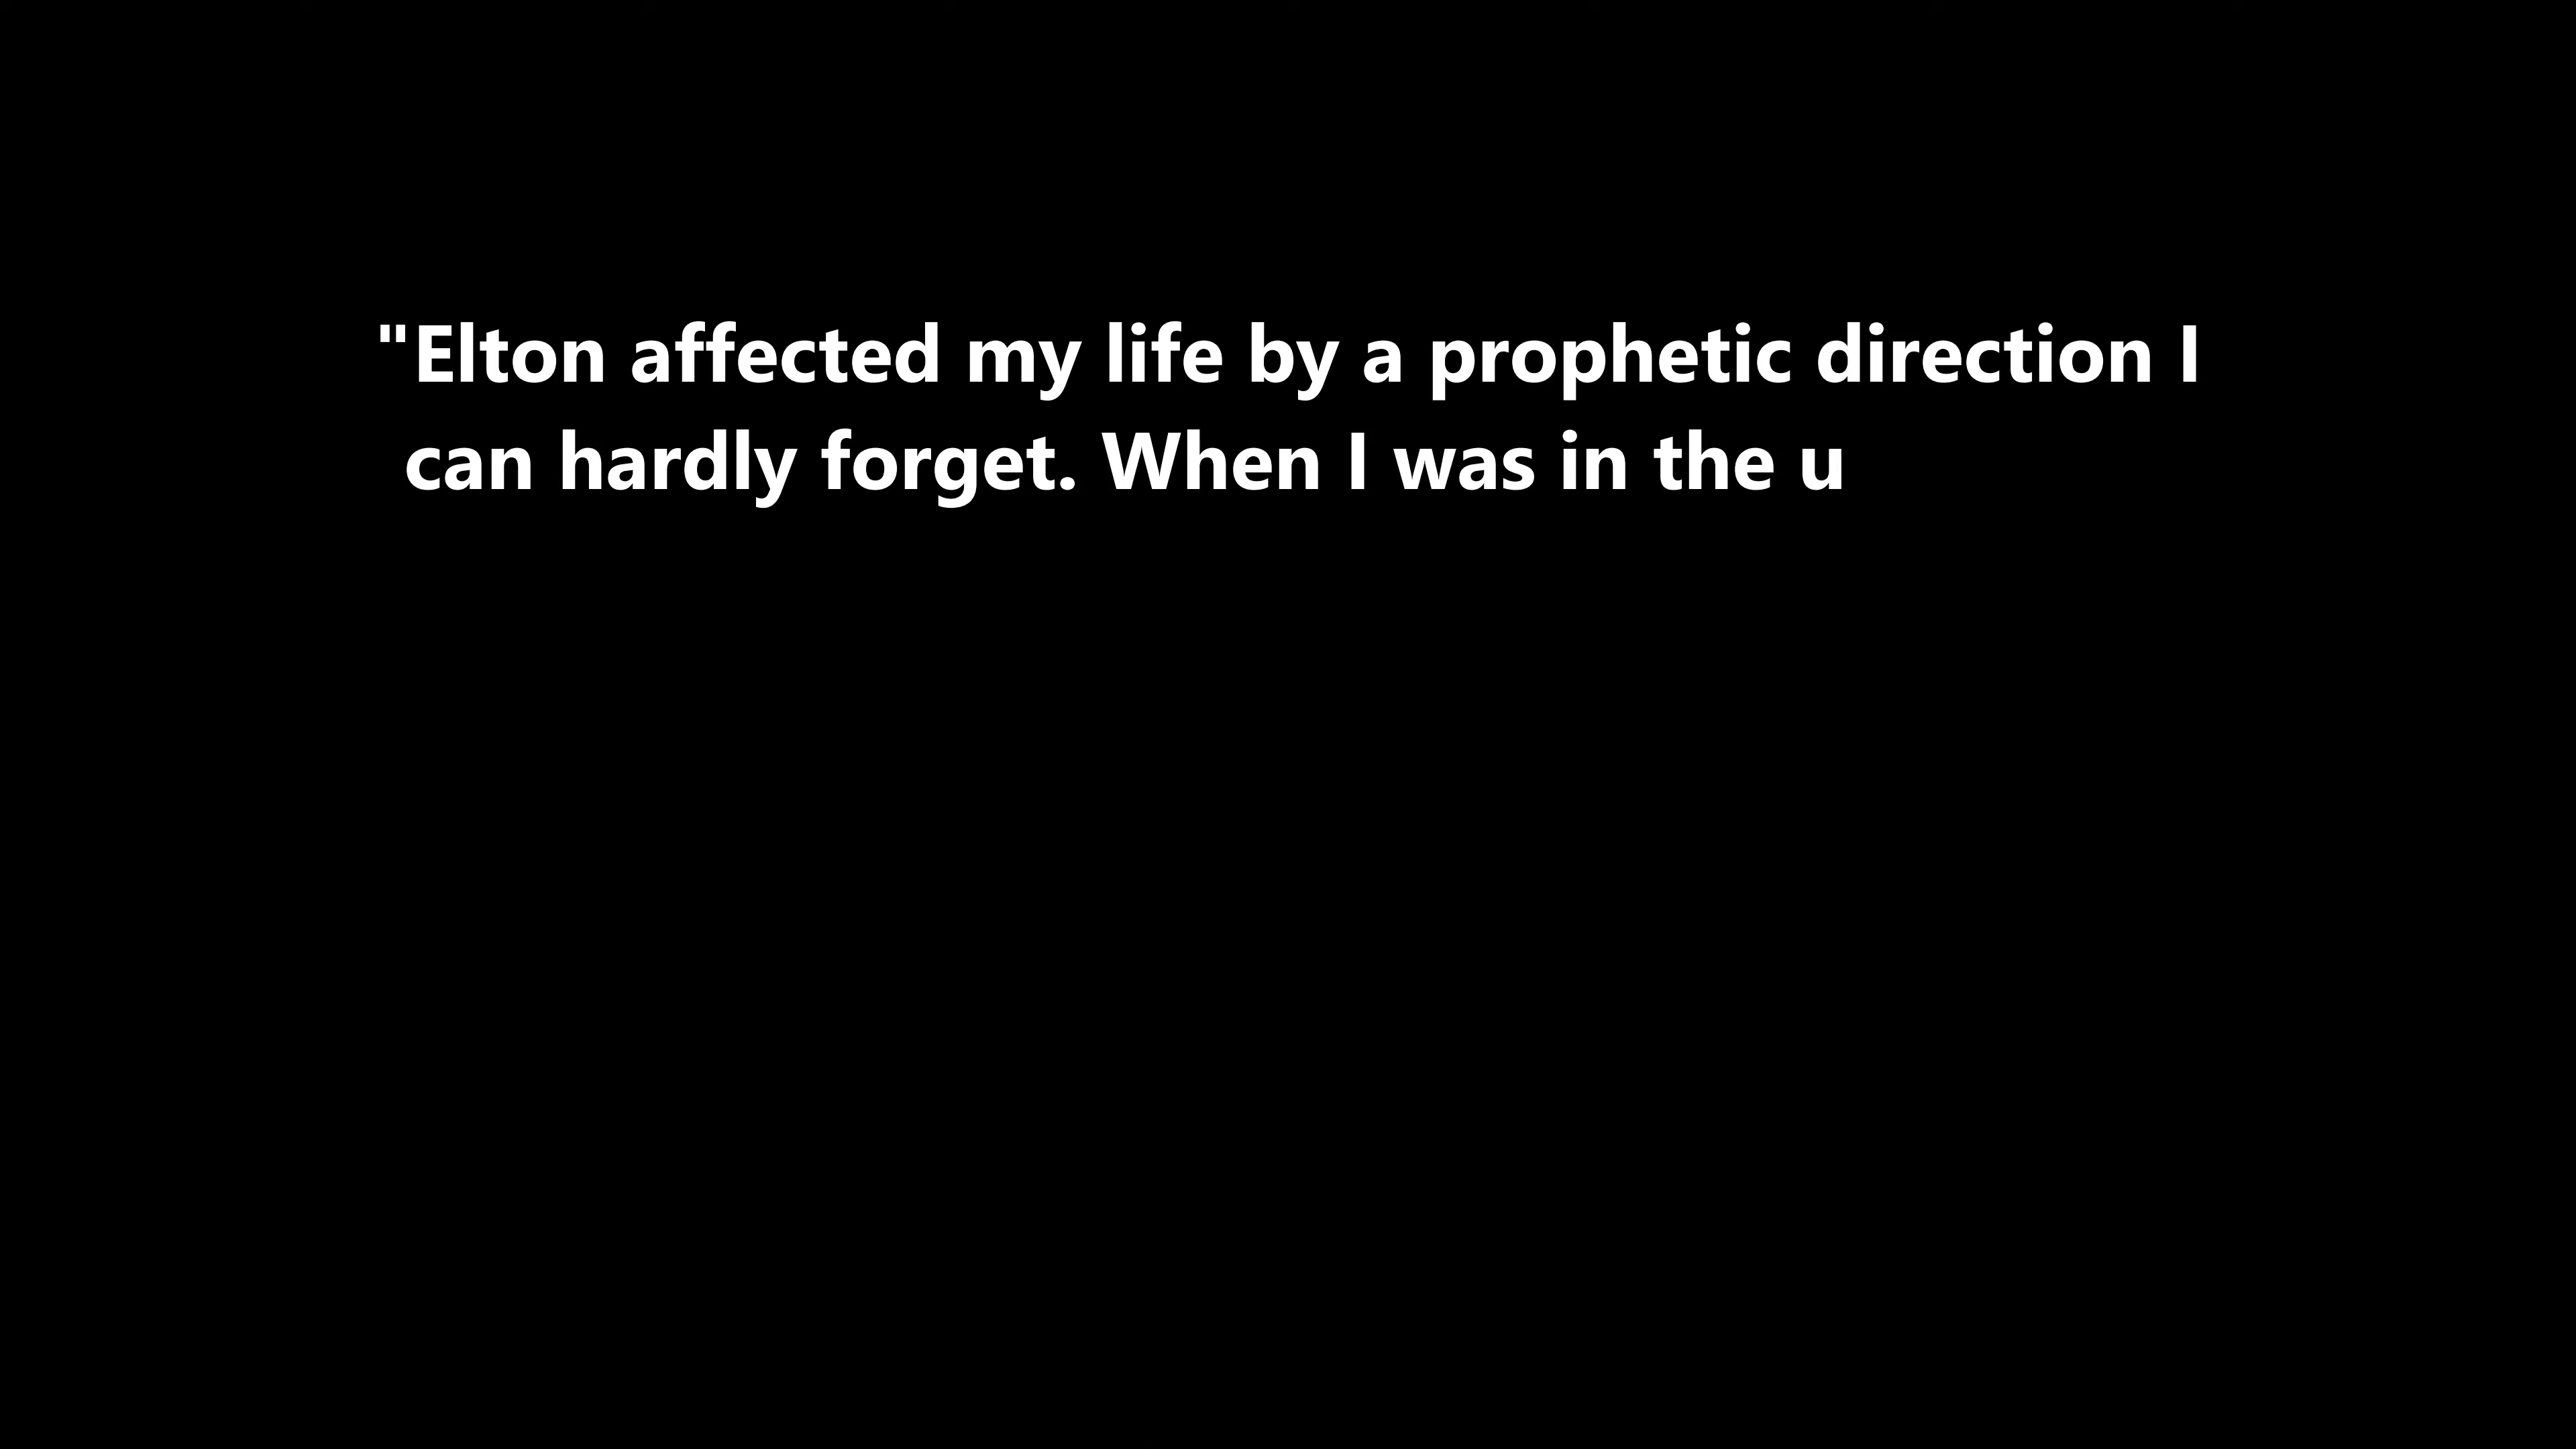 "Elton affected my life by a prophetic direction I
can hardly forget. When I was in the u